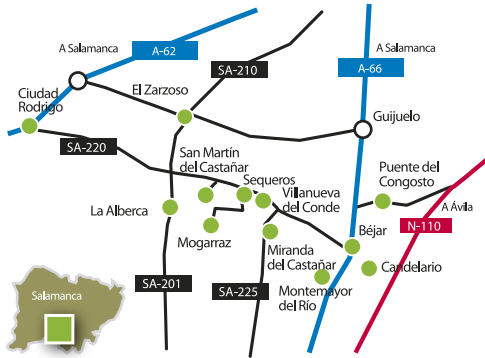 A Salamanca
A-62
SA-210
A Salamanca
A-66
Ciudad
Rodrigo
El Zarzoso
Guijuelo
SA-220
San Martín
del Castañar
Sequeros
Villanueva
del Conde
Puente del
Congosto
La Alberca
Mogarraz
A Ávila
N-110
Béjar
Miranda
del Castañar
Candelario
SA-201
SA-225
Montemayor
del Río
Salamanca